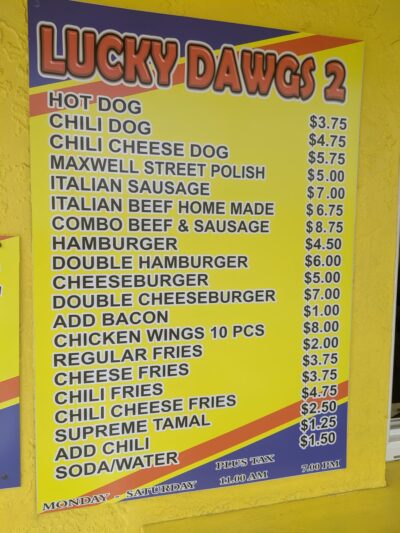 LUCKY DAWGS 2
HOT DOG $3.75
CHILI DOG $4.75
CHILI CHEESE DOG $5.75
MAXWELL STREET POLISH $5.00
ITALIAN SAUSAGE $7.00
ITALIAN BEEF HOME MADE $6.75
COMBO BEEF & SAUSAGE $8.75
HAMBURGER $4.50
DOUBLE HAMBURGER $6.00
CHEESEBURGER $5.00
DOUBLE CHEESEBURGER $7.00
ADD BACON $1.00
CHICKEN WINGS 10 PCS $8.00
REGULAR FRIES $2.00
CHEESE FRIES $3.75
CHILI FRIES $3.75
CHILI CHEESE FRIES $4.75
SUPREME TAMAL $2.50
ADD CHILI $1.25
SODA/WATER $1.50
PLUS TAX
MONDAY - SATURDAY 11.00 AM 7.00 PM